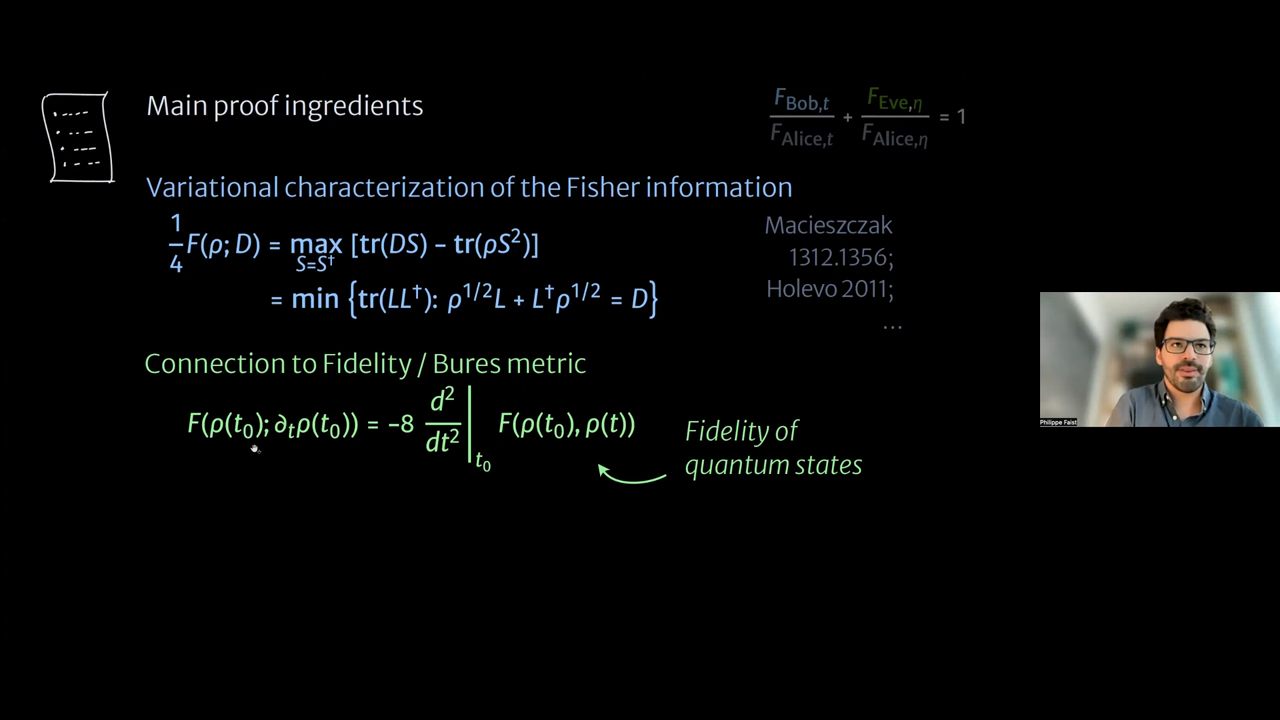 Main proof ingredients
F_Bob,t / F_Alice,t + F_Eve,η / F_Alice,η = 1
Variational characterization of the Fisher information
1/4 F(ρ; D) = max_{S=S†} [tr(DS) – tr(ρS²)]
= min {tr(LL†): ρ^{1/2}L + L†ρ^{1/2} = D}
Macieszczak
1312.1356;
Holevo 2011;
...
Connection to Fidelity / Bures metric
F(ρ(t₀); ∂ₜρ(t₀)) = –8 d²/dt² |_{t₀} F(ρ(t₀), ρ(t))
Fidelity of
quantum states
Philippe Faist